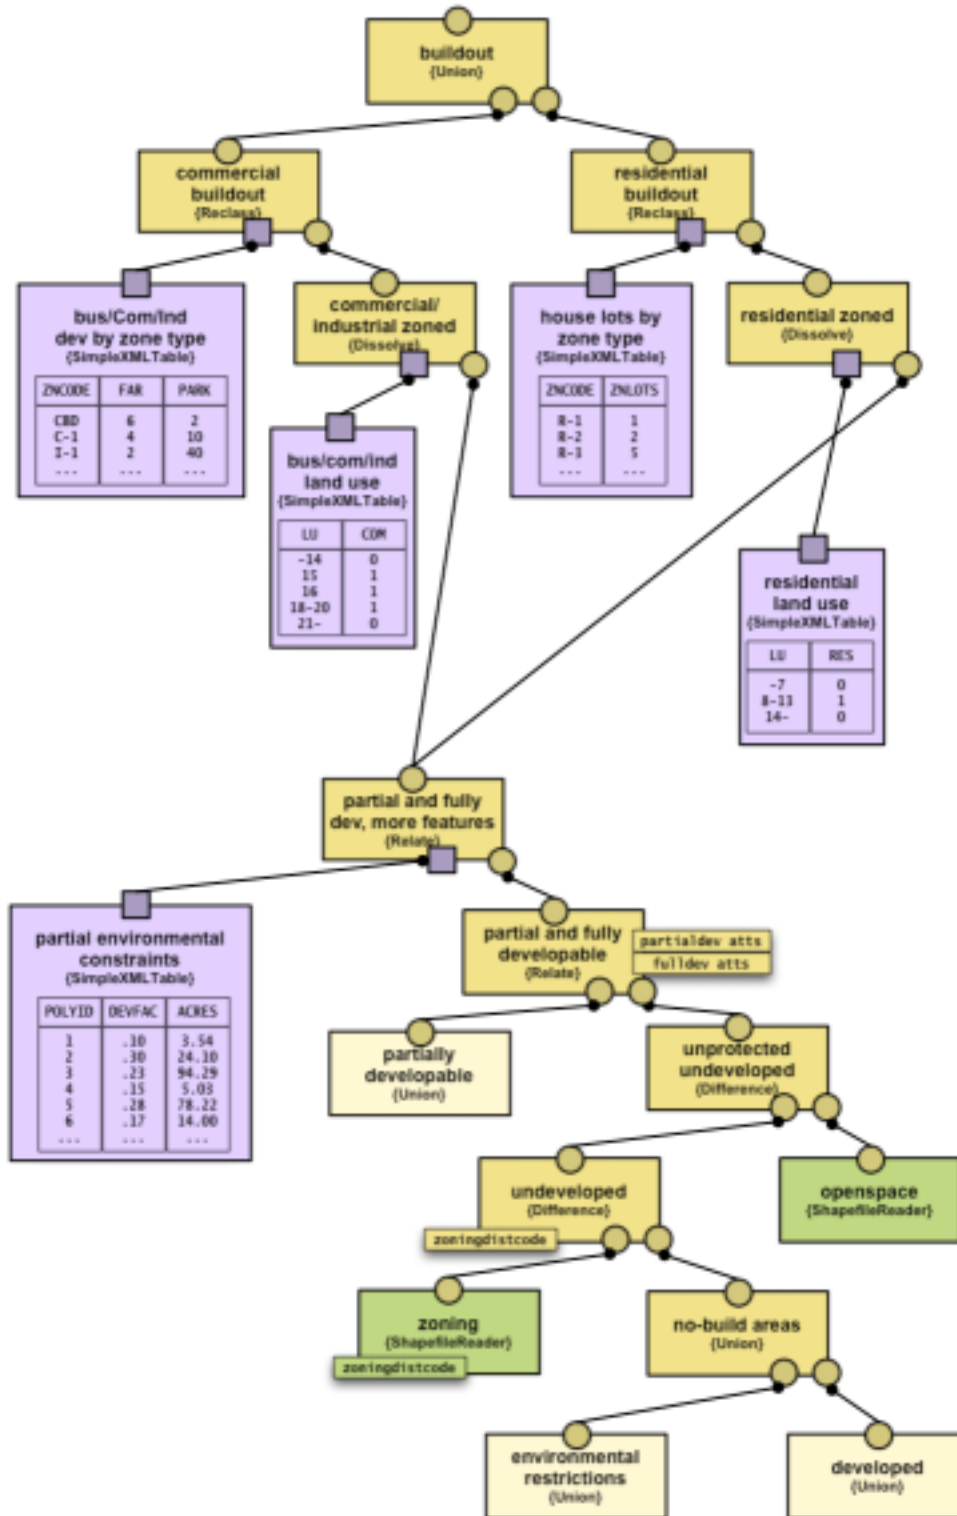 buildout
{Union}
commercial
buildout
{Reclass}
residential
buildout
{Reclass}
bus/Com/Ind
dev by zone type
{SimpleXMLTable}
ZNCODE FAR PARK
CBD 6 2
C-1 4 10
I-1 2 40
--- --- ---
commercial/
industrial zoned
{Dissolve}
house lots by
zone type
{SimpleXMLTable}
ZNCODE ZNLOTS
R-1 1
R-2 2
R-3 5
--- ---
residential zoned
{Dissolve}
bus/com/ind
land use
{SimpleXMLTable}
LU COM
-14 0
15 1
16 1
18-20 1
21- 0
residential
land use
{SimpleXMLTable}
LU RES
-7 0
8-13 1
14- 0
partial and fully
dev, more features
{Relate}
partial environmental
constraints
{SimpleXMLTable}
POLYID DEVFAC ACRES
1 .10 3.54
2 .30 24.10
3 .23 94.29
4 .15 5.03
5 .28 78.22
6 .17 14.00
--- --- ---
partial and fully
developable
{Relate}
partialdev atts
fulldev atts
partially
developable
{Union}
unprotected
undeveloped
{Difference}
undeveloped
{Difference}
zoningdistcode
openspace
{ShapefileReader}
zoning
{ShapefileReader}
zoningdistcode
no-build areas
{Union}
environmental
restrictions
{Union}
developed
{Union}